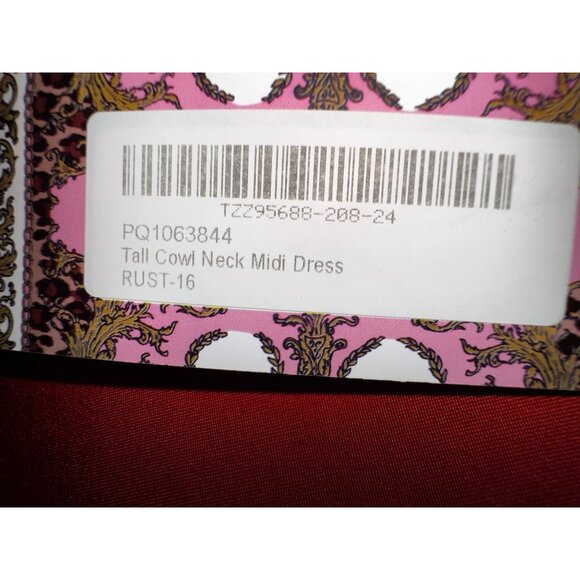 TZZ95688-208-24
PQ1063844
Tall Cowl Neck Midi Dress
RUST-16